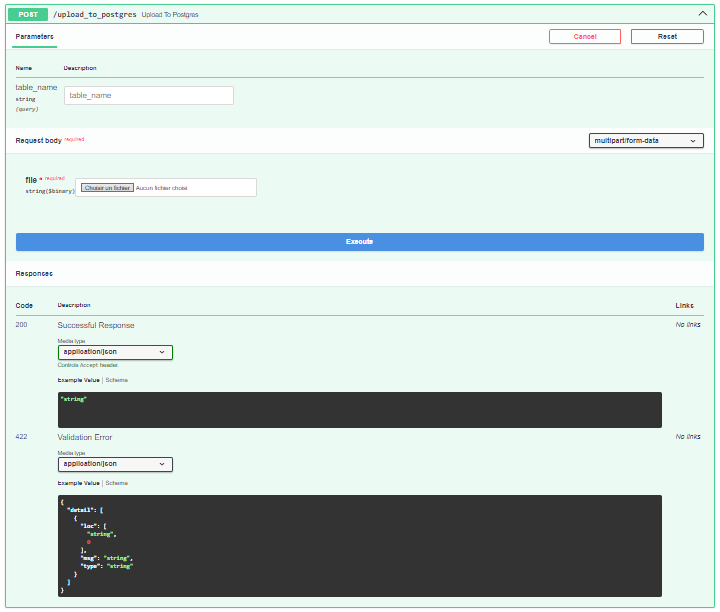 POST /upload_to_postgres Upload To Postgres
Parameters Cancel Reset
Name Description
table_name
string
(query)
table_name
Request body required multipart/form-data
file * required
string($binary)
Choisir un fichier Aucun fichier choisi
Execute
Responses
Code Description Links
200 Successful Response No links
Media type
application/json
Controls Accept header.
Example Value | Schema
"string"
422 Validation Error No links
Media type
application/json
Example Value | Schema
{
"detail": [
{
"loc": [
"string",
0
],
"msg": "string",
"type": "string"
}
]
}